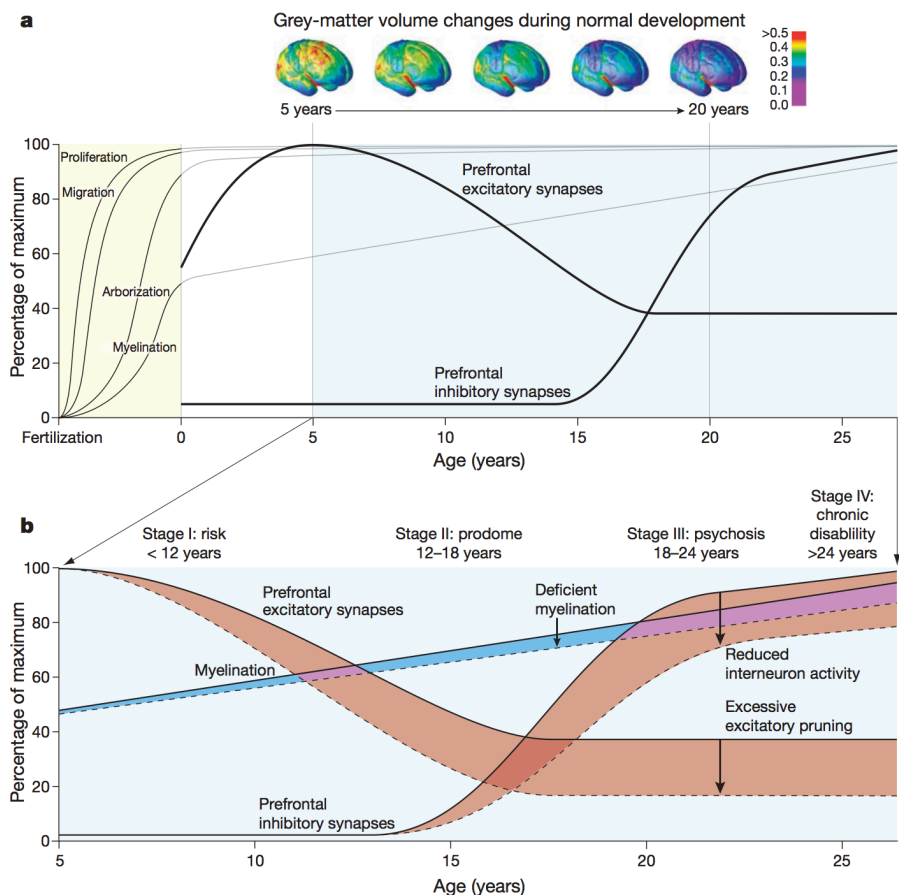 a
Grey-matter volume changes during normal development
>0.5
0.4
0.3
0.2
0.1
0.0
5 years
20 years
Percentage of maximum
100
80
60
40
20
0
Proliferation
Migration
Arborization
Myelination
Prefrontal
excitatory synapses
Prefrontal
inhibitory synapses
Fertilization
0
5
10
15
20
25
Age (years)
b
Stage I: risk
< 12 years
Stage II: prodome
12–18 years
Stage III: psychosis
18–24 years
Stage IV:
chronic
disablility
>24 years
Percentage of maximum
100
80
60
40
20
0
Prefrontal
excitatory synapses
Deficient
myelination
Myelination
Reduced
interneuron activity
Excessive
excitatory pruning
Prefrontal
inhibitory synapses
5
10
15
20
25
Age (years)